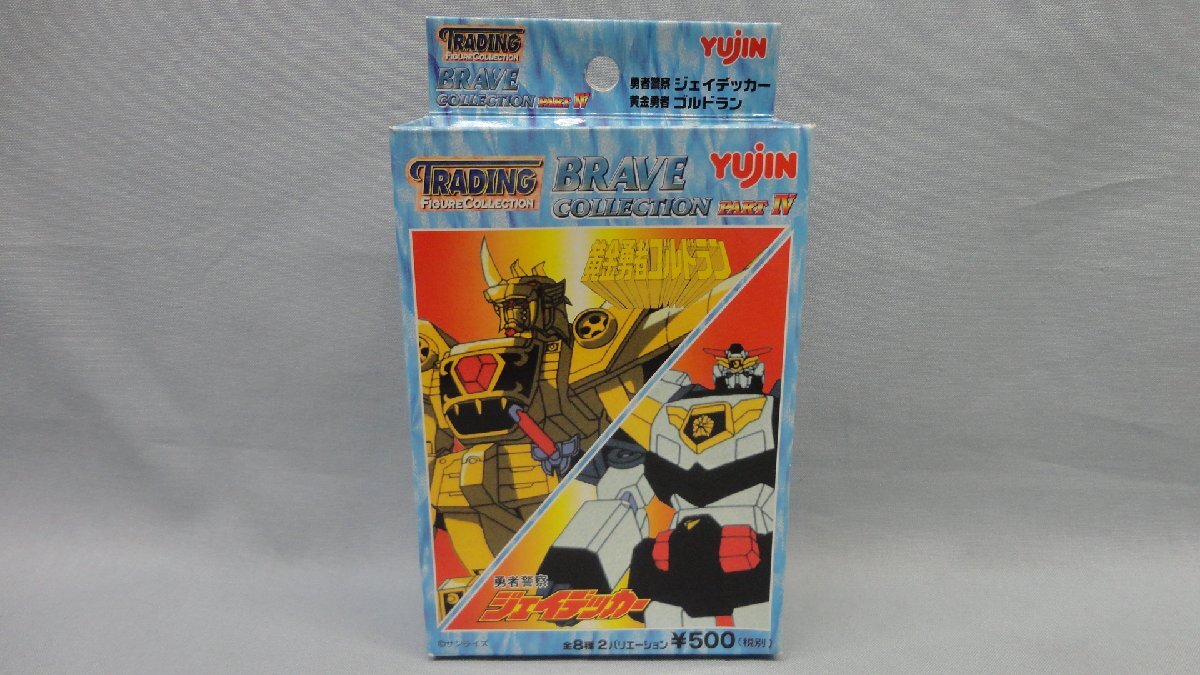 TRADING
FIGURE COLLECTION
BRAVE
COLLECTION PART IV
YUJIN
勇者警察 ジェイデッカー
黄金勇者 ゴルドラン
TRADING
FIGURE COLLECTION
BRAVE
COLLECTION PART IV
YUJIN
黄金勇者ゴルドラン
勇者警察
ジェイデッカー
©サンライズ
全8種 2バリエーション ¥500(税別)